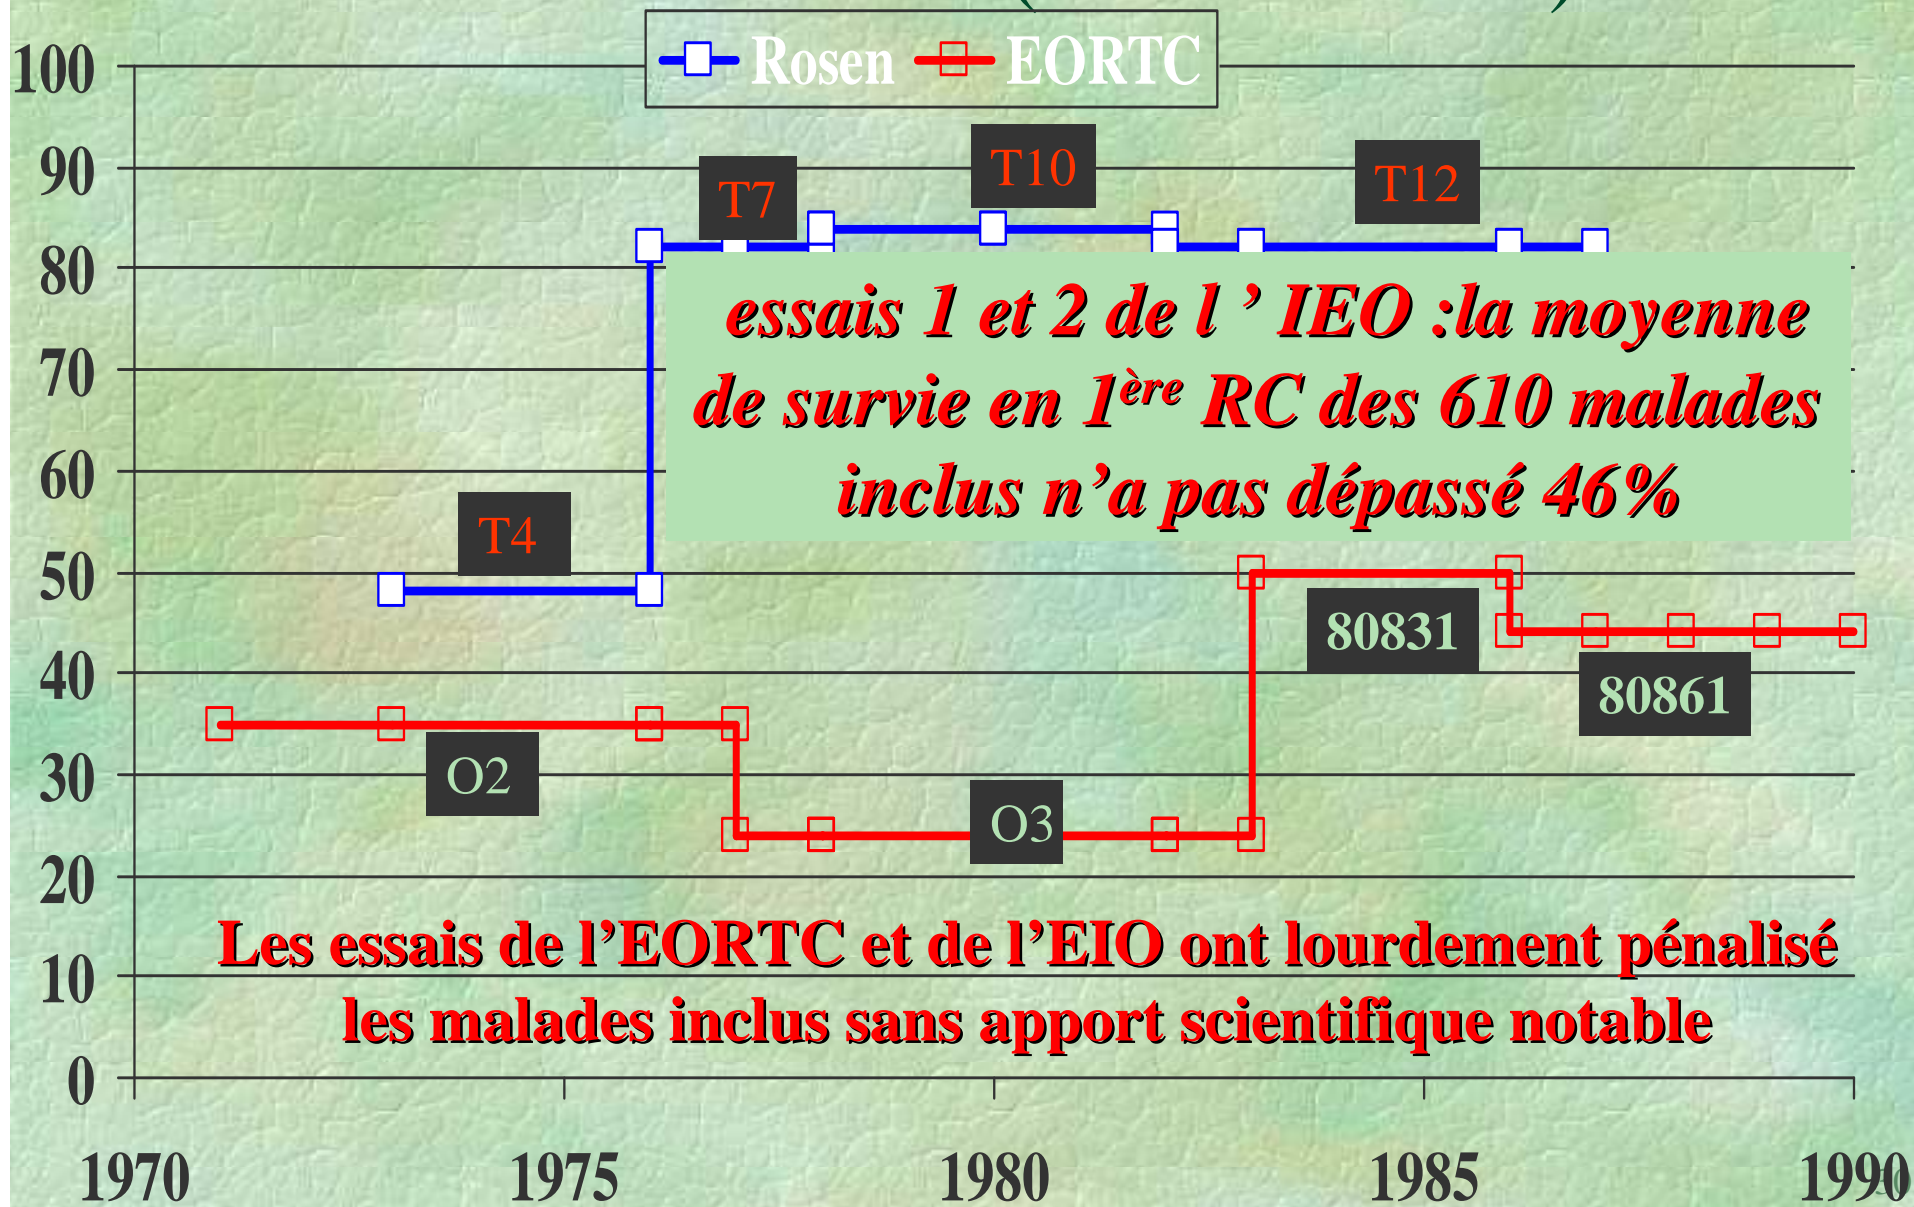 Rosen EORTC
100
90
80
70
60
50
40
30
20
10
0
T7
T10
T12
essais 1 et 2 de l ’ IEO :la moyenne
de survie en 1ère RC des 610 malades
inclus n’a pas dépassé 46%
T4
80831
80861
O2
O3
Les essais de l’EORTC et de l’EIO ont lourdement pénalisé
les malades inclus sans apport scientifique notable
1970 1975 1980 1985 1990